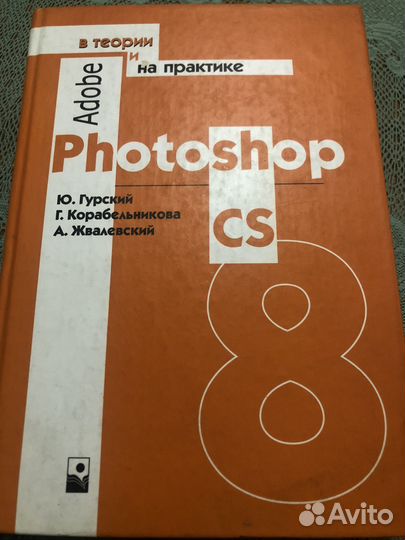 в теории
и
на практике
Adobe
Photoshop
CS
Ю. Гурский
Г. Корабельникова
А. Жвалевский
8
Avito